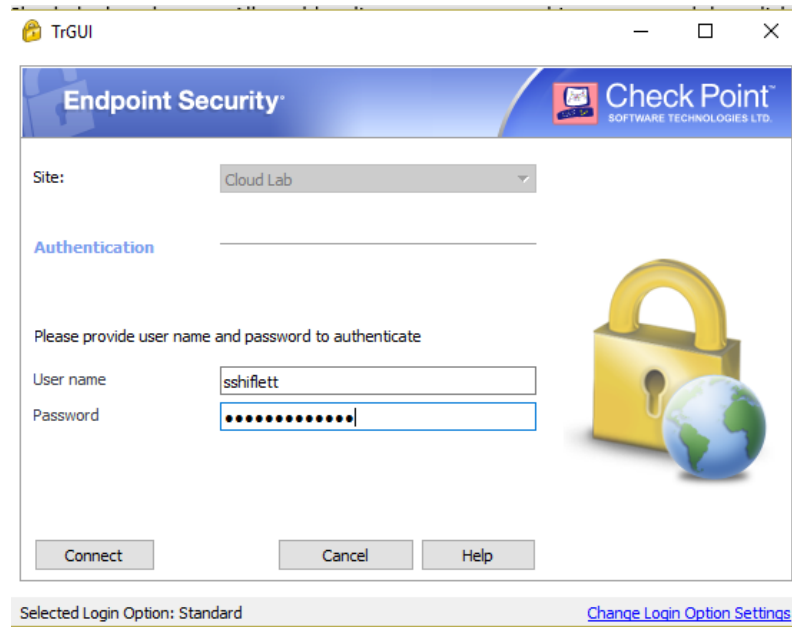 TrGUI
Endpoint Security
Check Point™
SOFTWARE TECHNOLOGIES LTD.
Site:
Cloud Lab
Authentication
Please provide user name and password to authenticate
User name
sshiflett
Password
●●●●●●●●●●●●●
Connect Cancel Help
Selected Login Option: Standard Change Login Option Settings